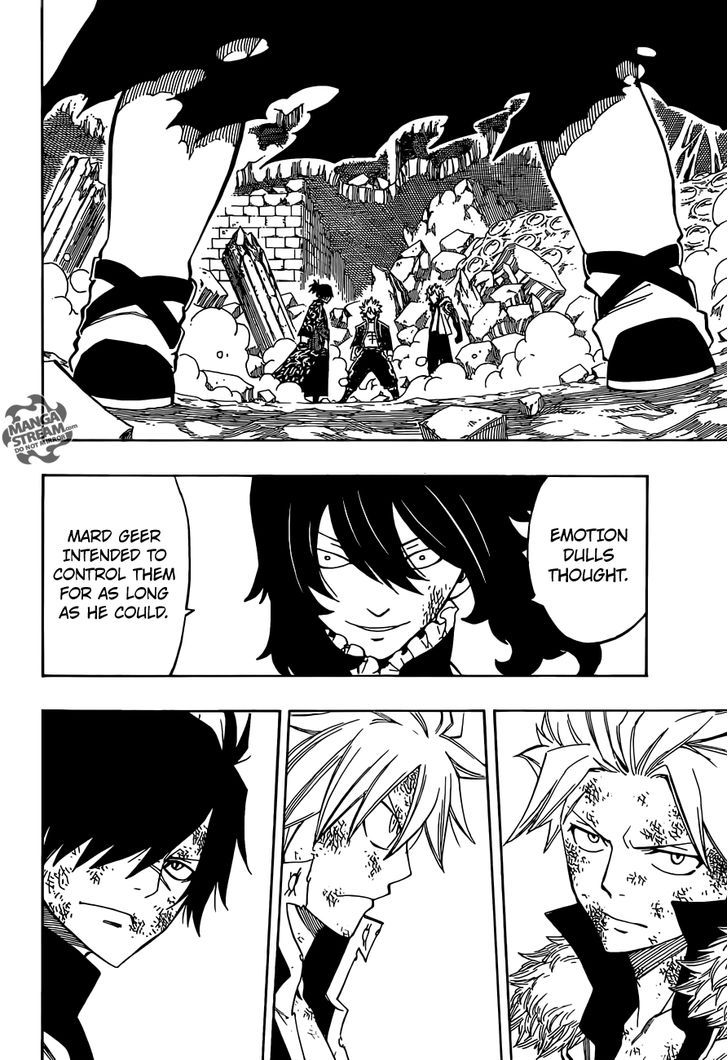 MANGA
STREAM.com
DO NOT MIRROR
EMOTION
DULLS
THOUGHT.
MARD GEER
INTENDED TO
CONTROL THEM
FOR AS LONG
AS HE COULD.